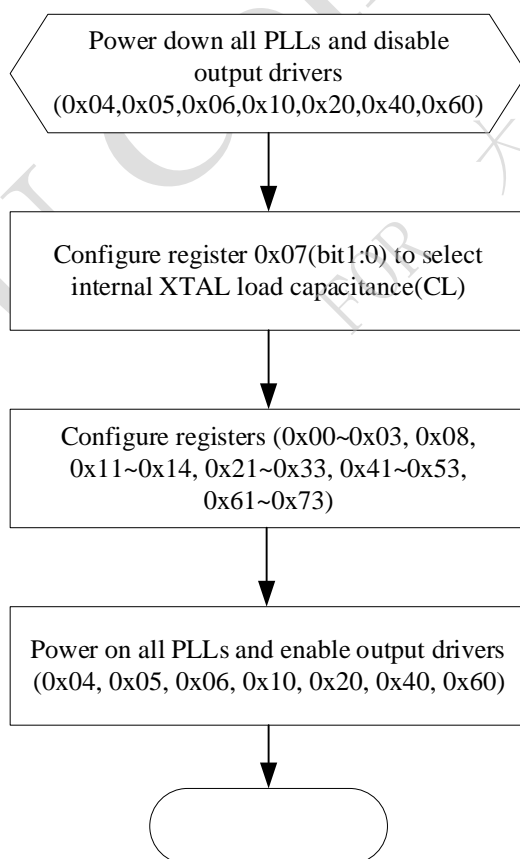 Power down all PLLs and disable
output drivers
(0x04,0x05,0x06,0x10,0x20,0x40,0x60)
Configure register 0x07(bit1:0) to select
internal XTAL load capacitance(CL)
FOR 大
Configure registers (0x00~0x03, 0x08,
0x11~0x14, 0x21~0x33, 0x41~0x53,
0x61~0x73)
Power on all PLLs and enable output drivers
(0x04, 0x05, 0x06, 0x10, 0x20, 0x40, 0x60)